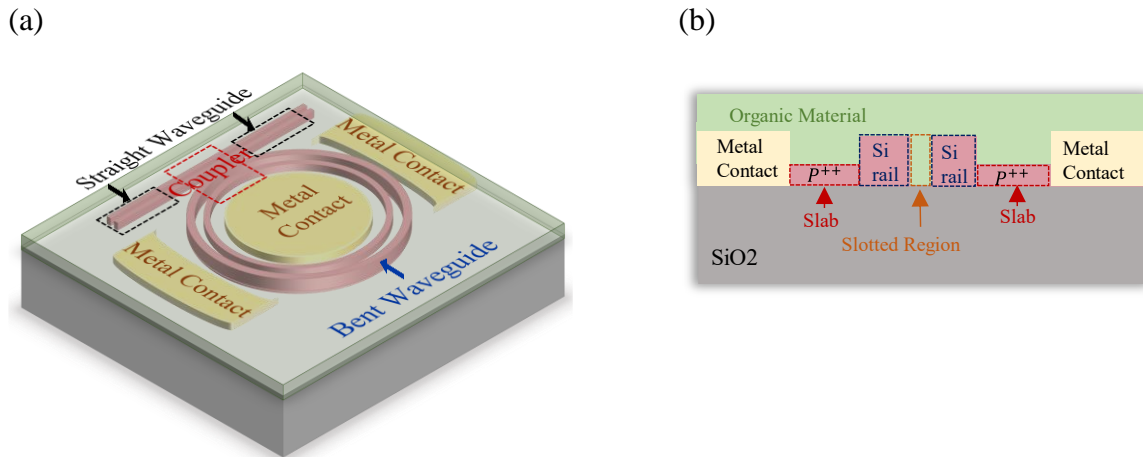 (a)
Straight Waveguide
Coupler
Metal Contact
Metal
Contact
Metal Contact
Bent Waveguide
(b)
Organic Material
Metal
Contact
P++
Si
rail
Si
rail
P++
Metal
Contact
Slab
Slab
Slotted Region
SiO2